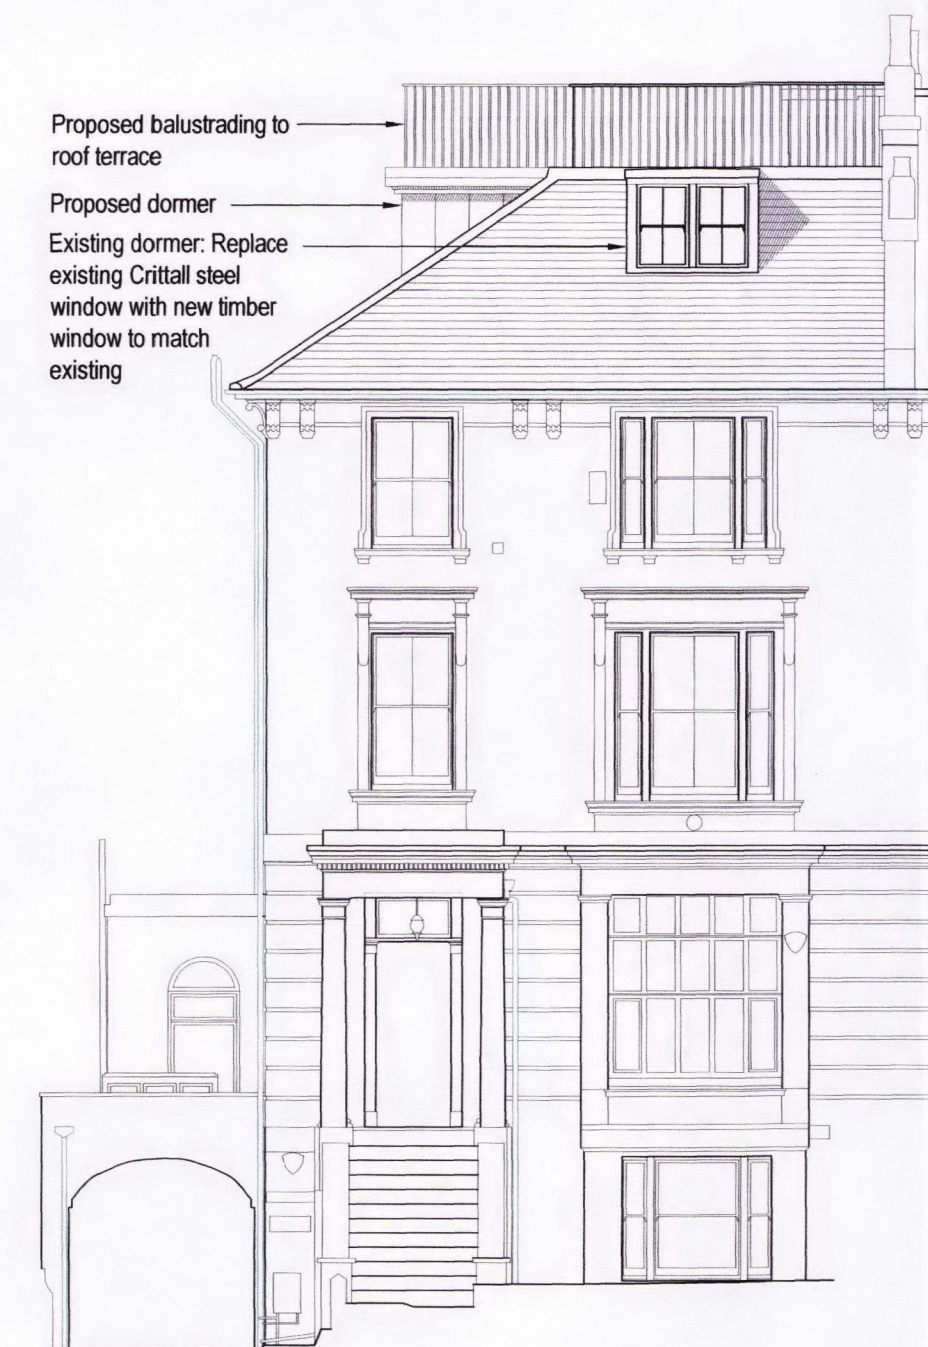 Proposed balustrading to
roof terrace
Proposed dormer
Existing dormer: Replace
existing Crittall steel
window with new timber
window to match
existing